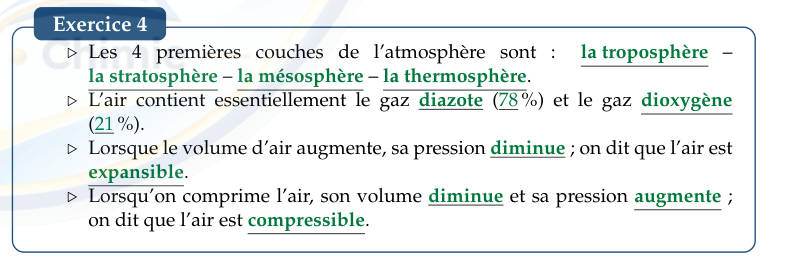 Exercice 4
▷ Les 4 premières couches de l'atmosphère sont : la troposphère –
la stratosphère – la mésosphère – la thermosphère.
▷ L'air contient essentiellement le gaz diazote (78 %) et le gaz dioxygène
(21 %).
▷ Lorsque le volume d'air augmente, sa pression diminue ; on dit que l'air est
expansible.
▷ Lorsqu'on comprime l'air, son volume diminue et sa pression augmente ;
on dit que l'air est compressible.